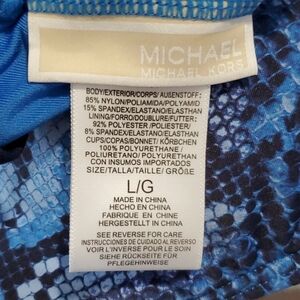 MICHAEL
MICHAEL KORS
BODY/EXTERIOR/CORPS/AUßENSTOFF:
85% NYLON/POLIAMIDA/POLYAMID
15% SPANDEX/ELASTANO/ELASTHAN
LINING/FORRO/DOUBLURE/FUTTER:
92% POLYESTER/POLIESTER/
8% SPANDEX/ELASTANO/ELASTHAN
CUPS/COPAS/BONNET/KÖRBCHEN
100% POLYURETHANE /
POLIURETANO/POLYURETHAN
CON INSUMOS IMPORTADOS
SIZE/TALLA/TAILLE/ GRÖßE
L/G
MADE IN CHINA
HECHO EN CHINA
FABRIQUE EN CHINE
HERGESTELLT IN CHINA
SEE REVERSE FOR CARE
INSTRUCCIONES DE CUIDADO AL REVERSO
VOIR L'INVERSE POUR LE SOIN
SIEHE RÜCKSEITE FÜR
PFLEGEHINWEISE